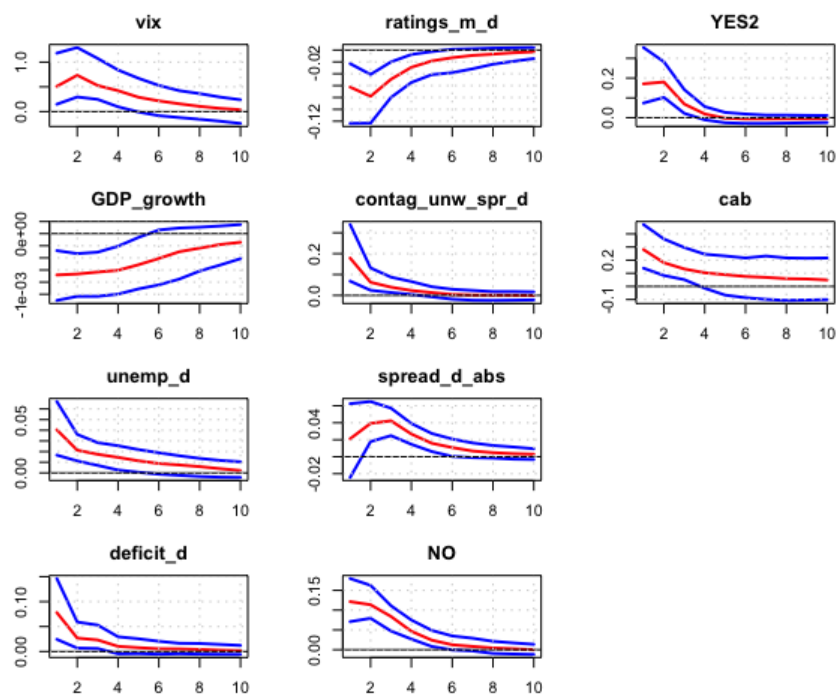 vix
ratings_m_d
YES2
1.0
0.0
-0.02
-0.12
0.2
0.0
2 4 6 8 10
2 4 6 8 10
2 4 6 8 10
GDP_growth
contag_unw_spr_d
cab
0e+00
-1e-03
0.2
0.0
0.2
-0.1
2 4 6 8 10
2 4 6 8 10
2 4 6 8 10
unemp_d
spread_d_abs
0.05
0.00
0.04
-0.02
2 4 6 8 10
2 4 6 8 10
deficit_d
NO
0.10
0.00
0.15
0.00
2 4 6 8 10
2 4 6 8 10